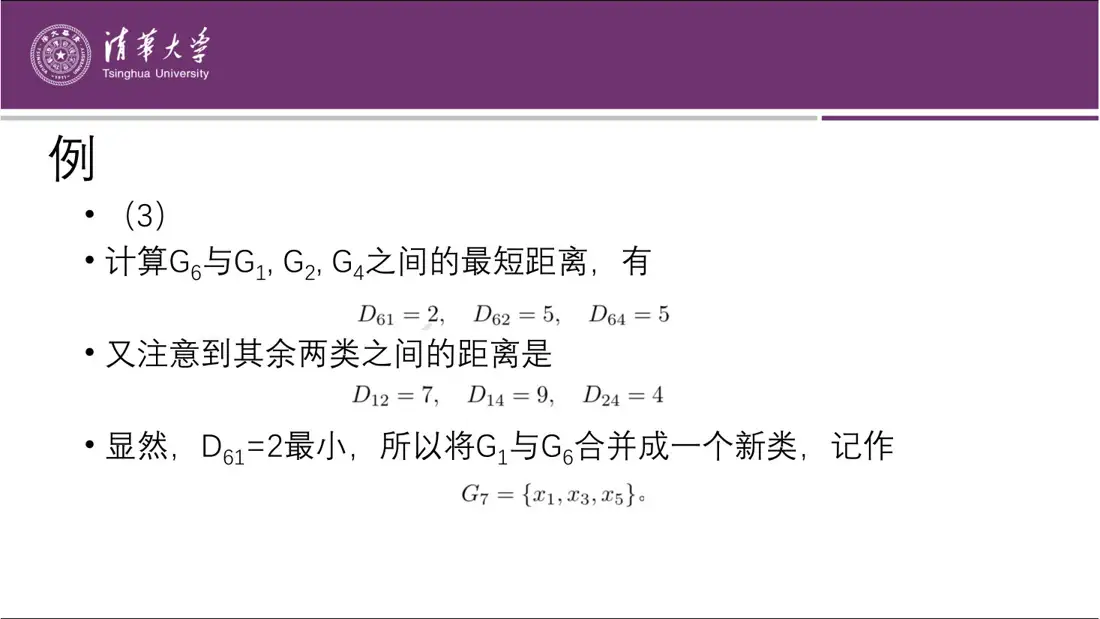 清华大学
Tsinghua University
例
• （3）
• 计算G₆与G₁, G₂, G₄之间的最短距离，有
D₆₁ = 2, D₆₂ = 5, D₆₄ = 5
• 又注意到其余两类之间的距离是
D₁₂ = 7, D₁₄ = 9, D₂₄ = 4
• 显然，D₆₁=2最小，所以将G₁与G₆合并成一个新类，记作
G₇ = {x₁, x₃, x₅}。